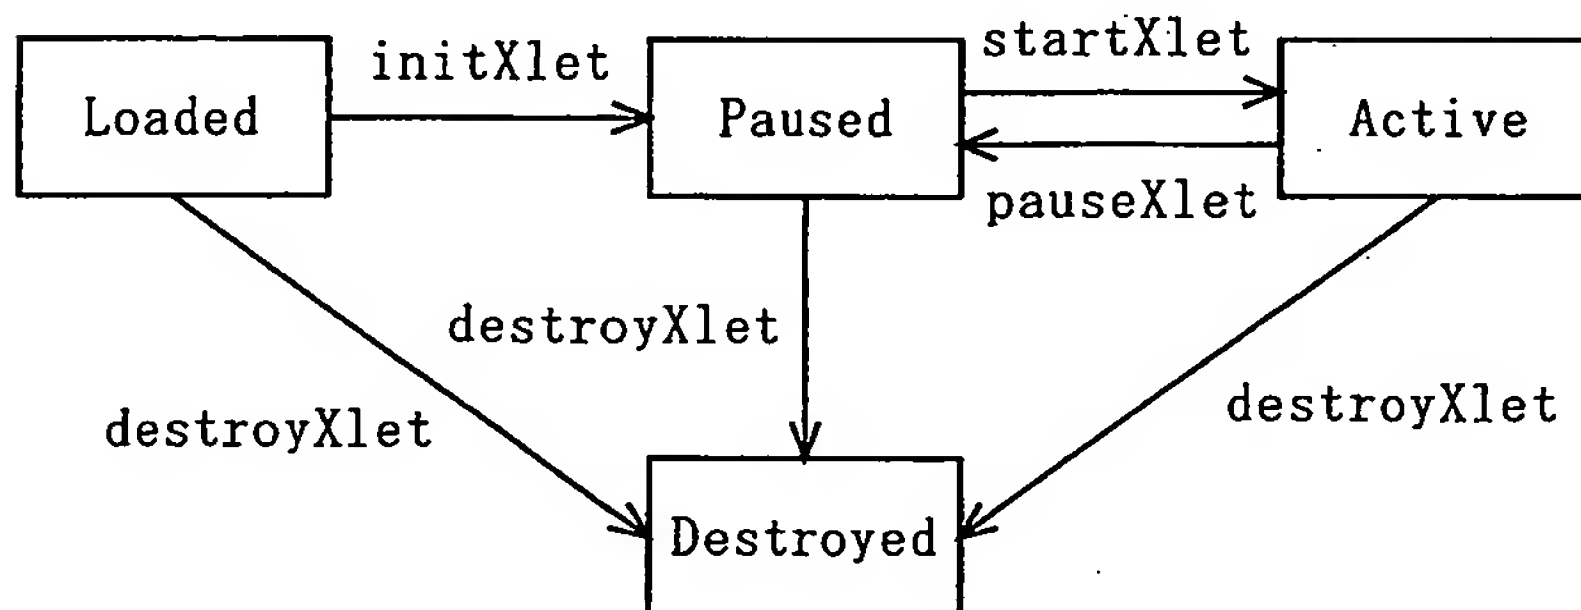 Loaded
initXlet
Paused
startXlet
pauseXlet
Active
destroyXlet
destroyXlet
destroyXlet
Destroyed